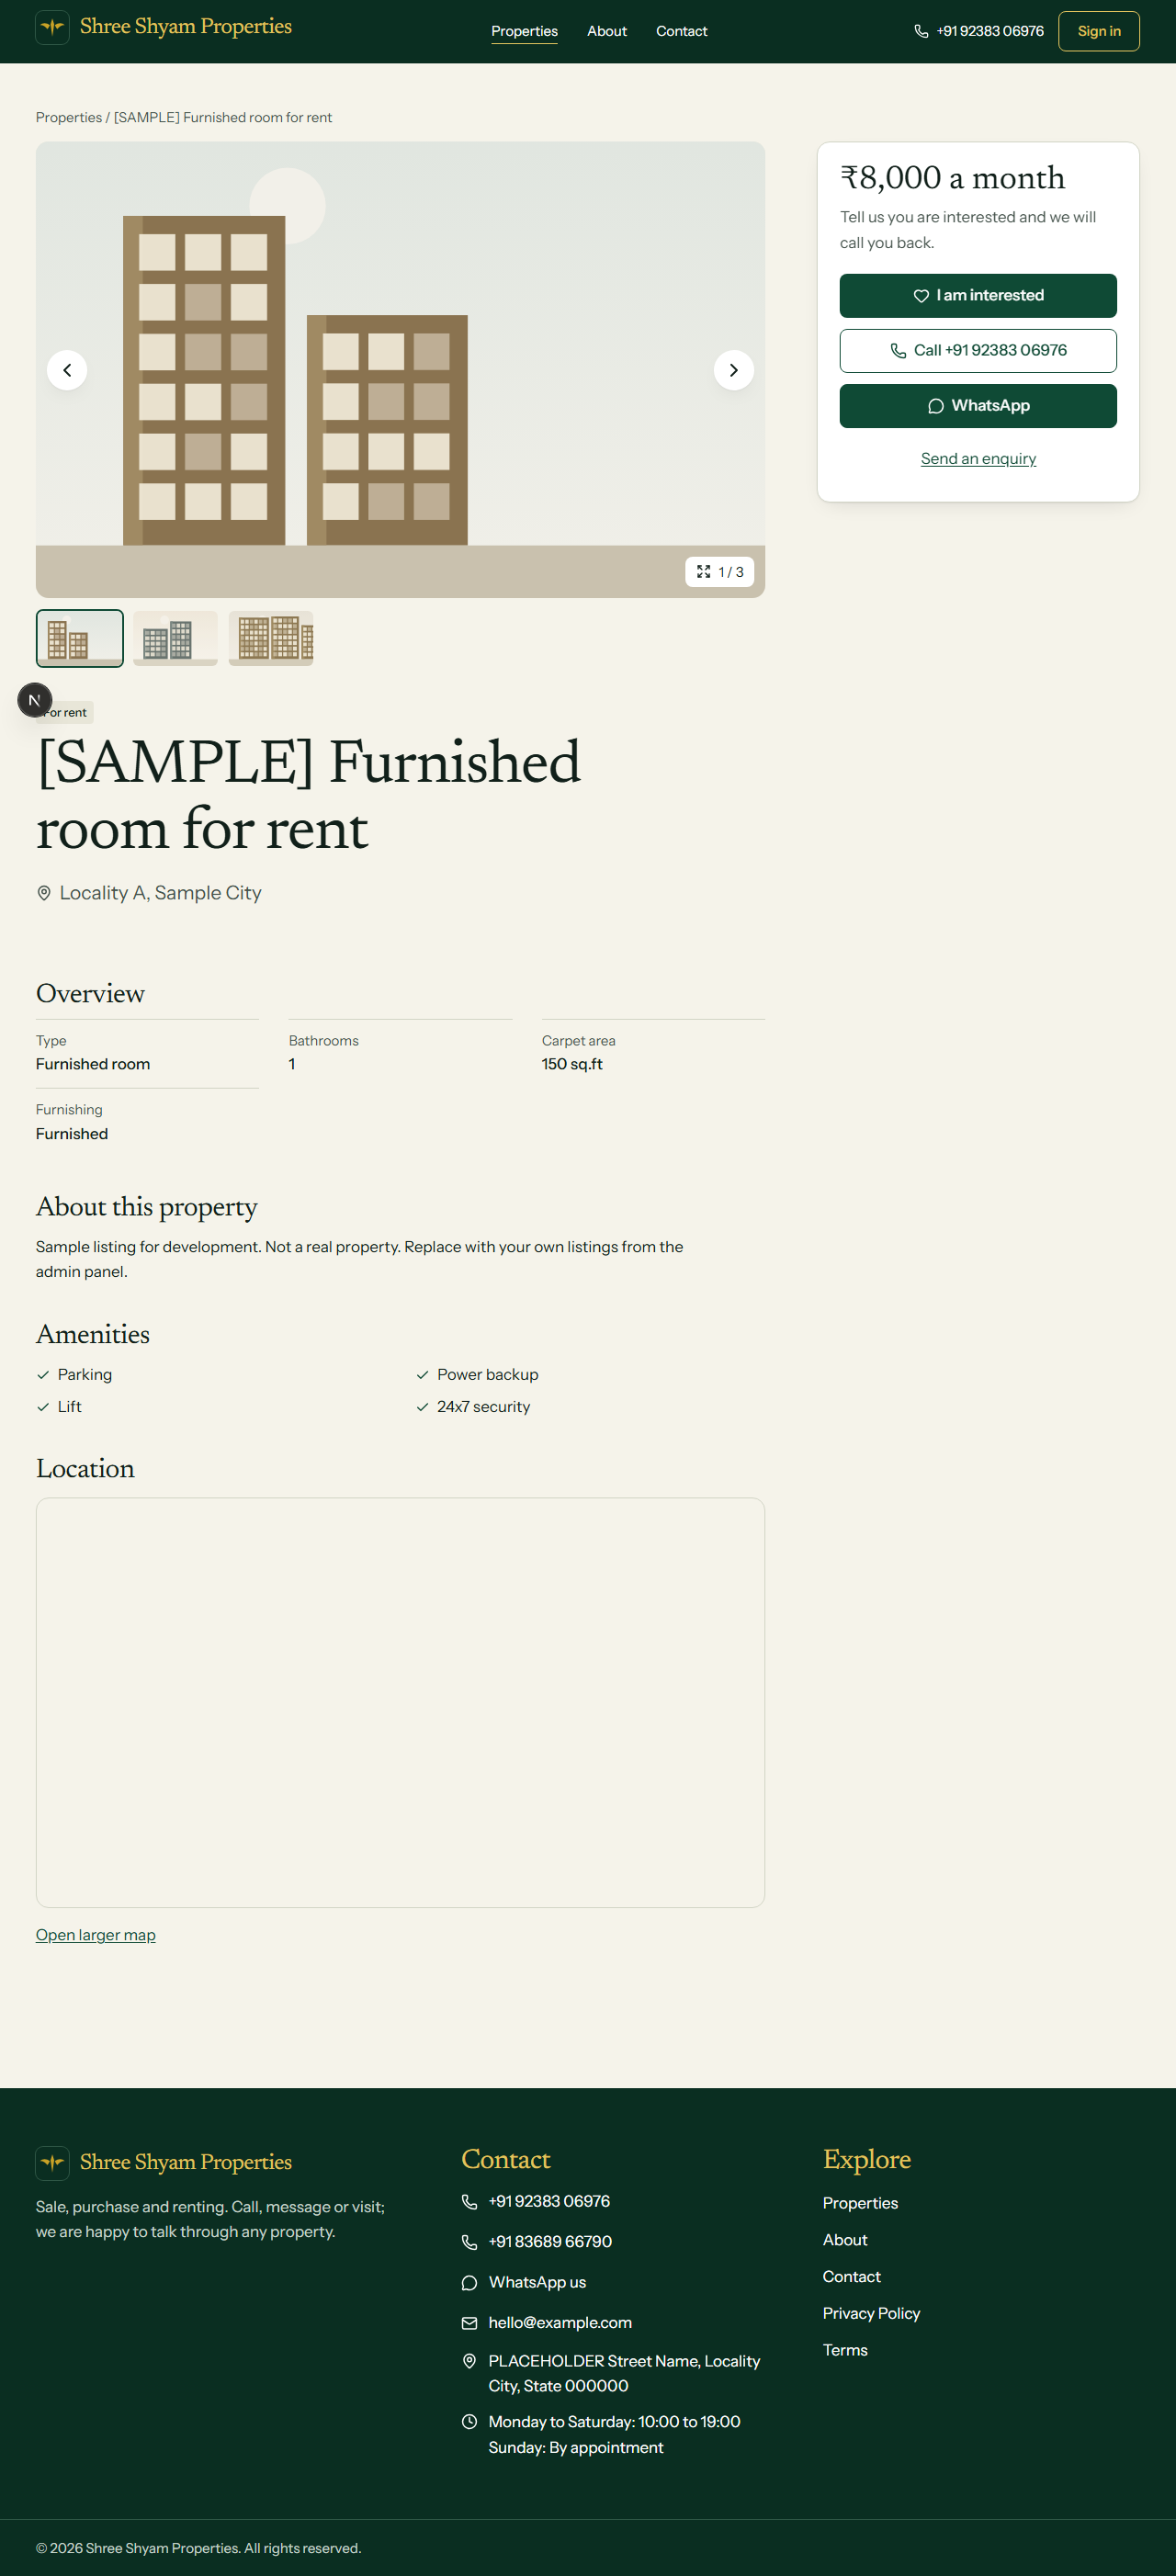 Shree Shyam Properties
Properties
About
Contact
+91 92383 06976
Sign in
Properties / [SAMPLE] Furnished room for rent
₹8,000 a month
Tell us you are interested and we will
call you back.
I am interested
Call +91 92383 06976
WhatsApp
Send an enquiry
1 / 3
N
For rent
[SAMPLE] Furnished
room for rent
Locality A, Sample City
Overview
Type
Furnished room
Bathrooms
1
Carpet area
150 sq.ft
Furnishing
Furnished
About this property
Sample listing for development. Not a real property. Replace with your own listings from the
admin panel.
Amenities
Parking
Power backup
Lift
24x7 security
Location
Open larger map
Shree Shyam Properties
Sale, purchase and renting. Call, message or visit;
we are happy to talk through any property.
Contact
+91 92383 06976
+91 83689 66790
WhatsApp us
hello@example.com
PLACEHOLDER Street Name, Locality
City, State 000000
Monday to Saturday: 10:00 to 19:00
Sunday: By appointment
Explore
Properties
About
Contact
Privacy Policy
Terms
© 2026 Shree Shyam Properties. All rights reserved.